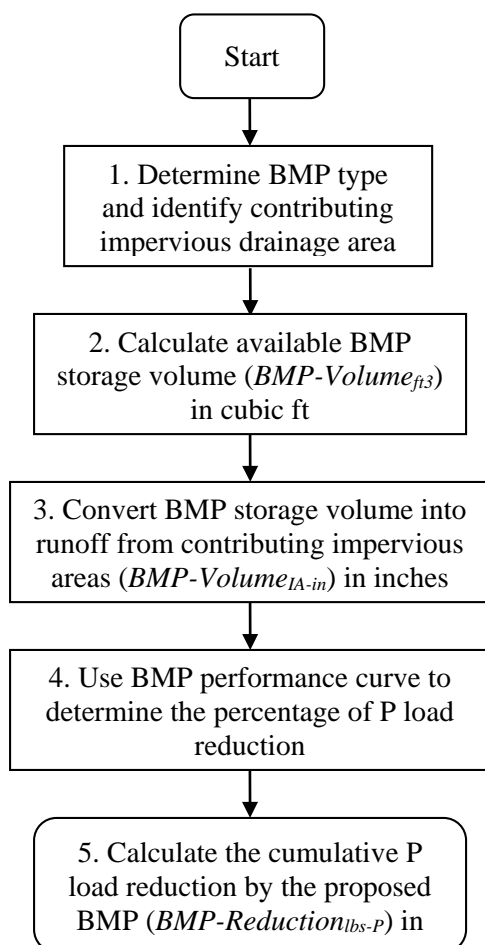 Start
1. Determine BMP type
and identify contributing
impervious drainage area
2. Calculate available BMP
storage volume (BMP-Volumeft3)
in cubic ft
3. Convert BMP storage volume into
runoff from contributing impervious
areas (BMP-VolumeIA-in) in inches
4. Use BMP performance curve to
determine the percentage of P load
reduction
5. Calculate the cumulative P
load reduction by the proposed
BMP (BMP-Reductionlbs-P) in